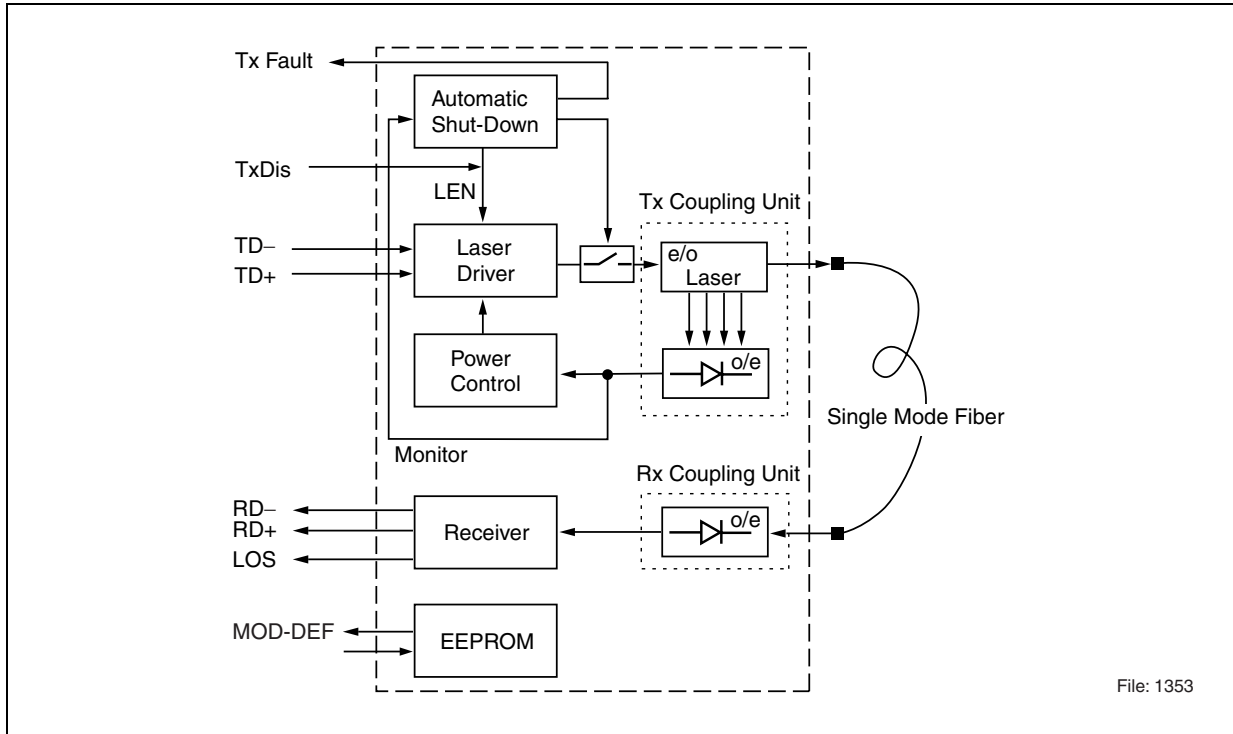 Tx Fault
Automatic
Shut-Down
TxDis
LEN
Tx Coupling Unit
TD–
TD+
Laser
Driver
e/o
Laser
Power
Control
o/e
Single Mode Fiber
Monitor
Rx Coupling Unit
RD–
RD+
LOS
Receiver
o/e
MOD-DEF
EEPROM
File: 1353